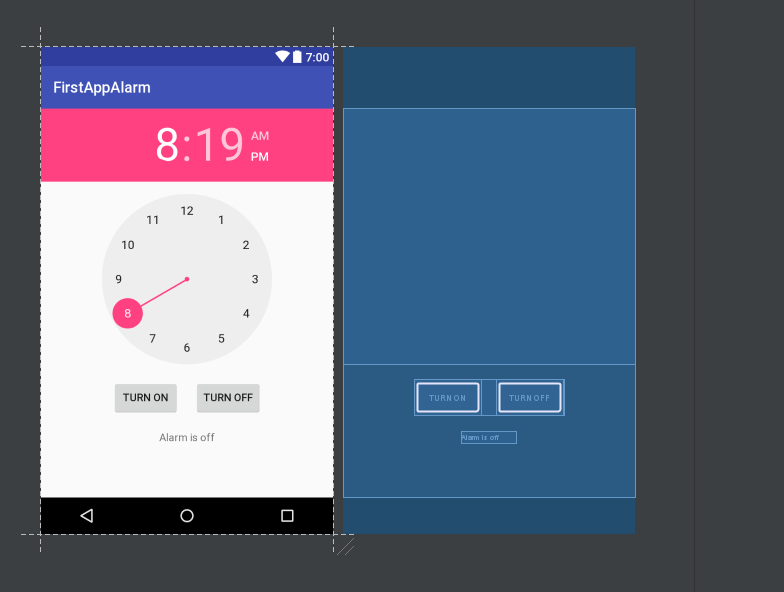 7:00
FirstAppAlarm
8:19 AM
PM
12
11 1
10 2
9 3
8 4
7 5
6
TURN ON TURN OFF
Alarm is off
TURN ON TURN OFF
Alarm is off